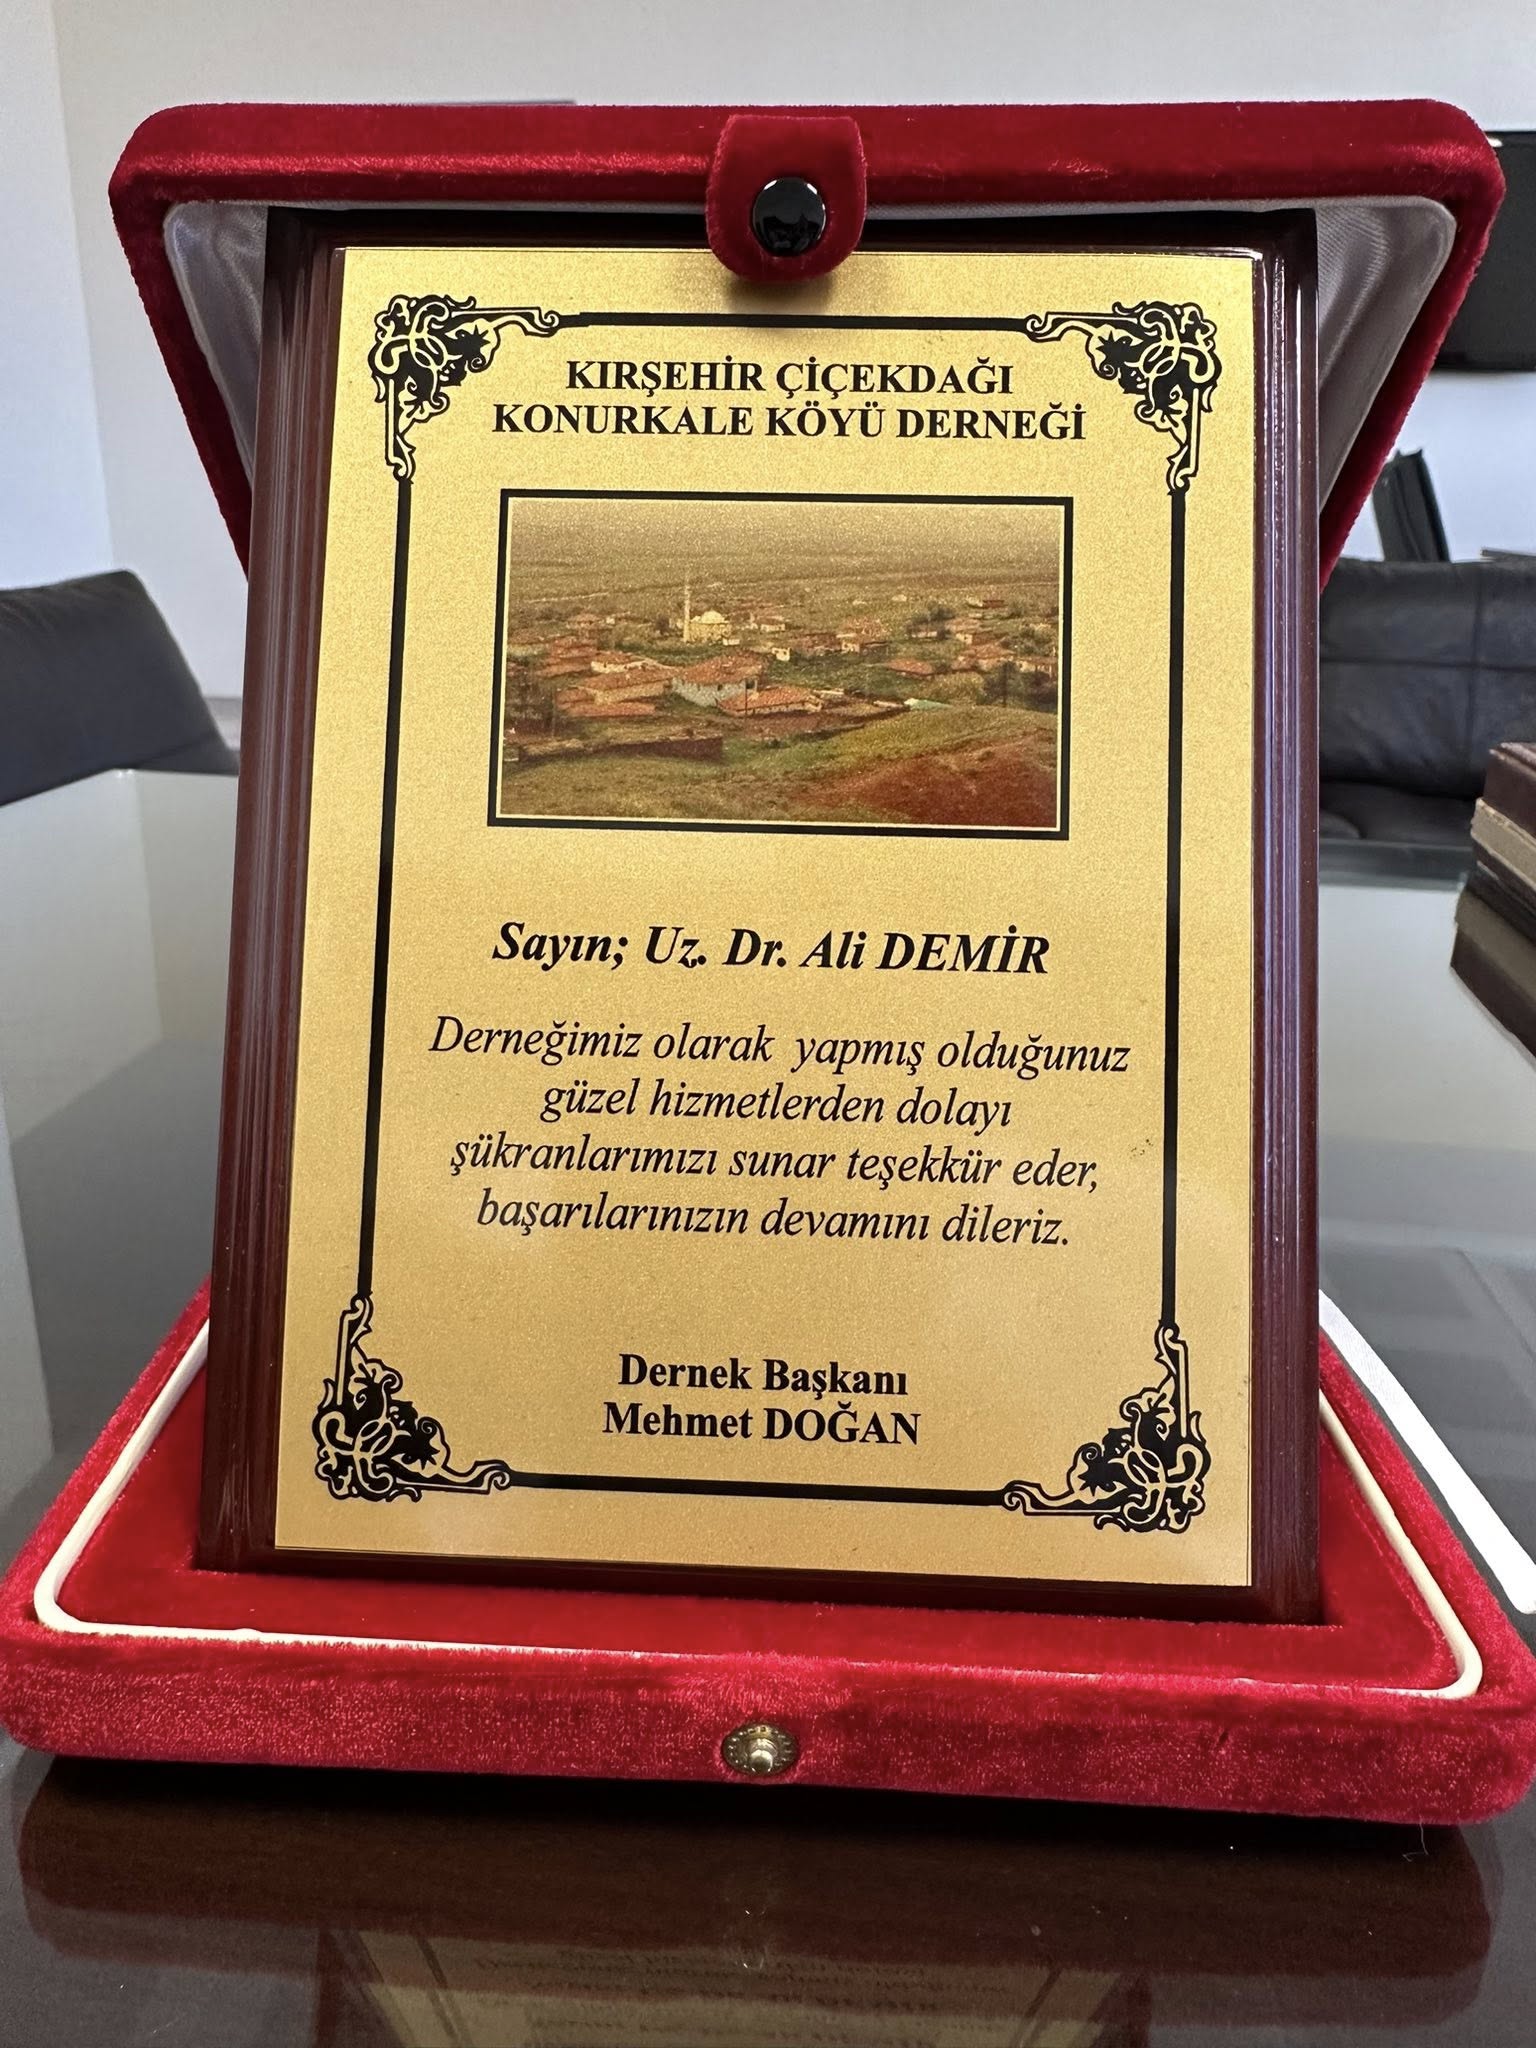 KIRŞEHİR ÇİÇEKDAĞI
KONURKALE KÖYÜ DERNEĞİ
Sayın; Uz. Dr. Ali DEMİR
Derneğimiz olarak yapmış olduğunuz
güzel hizmetlerden dolayı
şükranlarımızı sunar teşekkür eder,
başarılarınızın devamını dileriz.
Dernek Başkanı
Mehmet DOĞAN